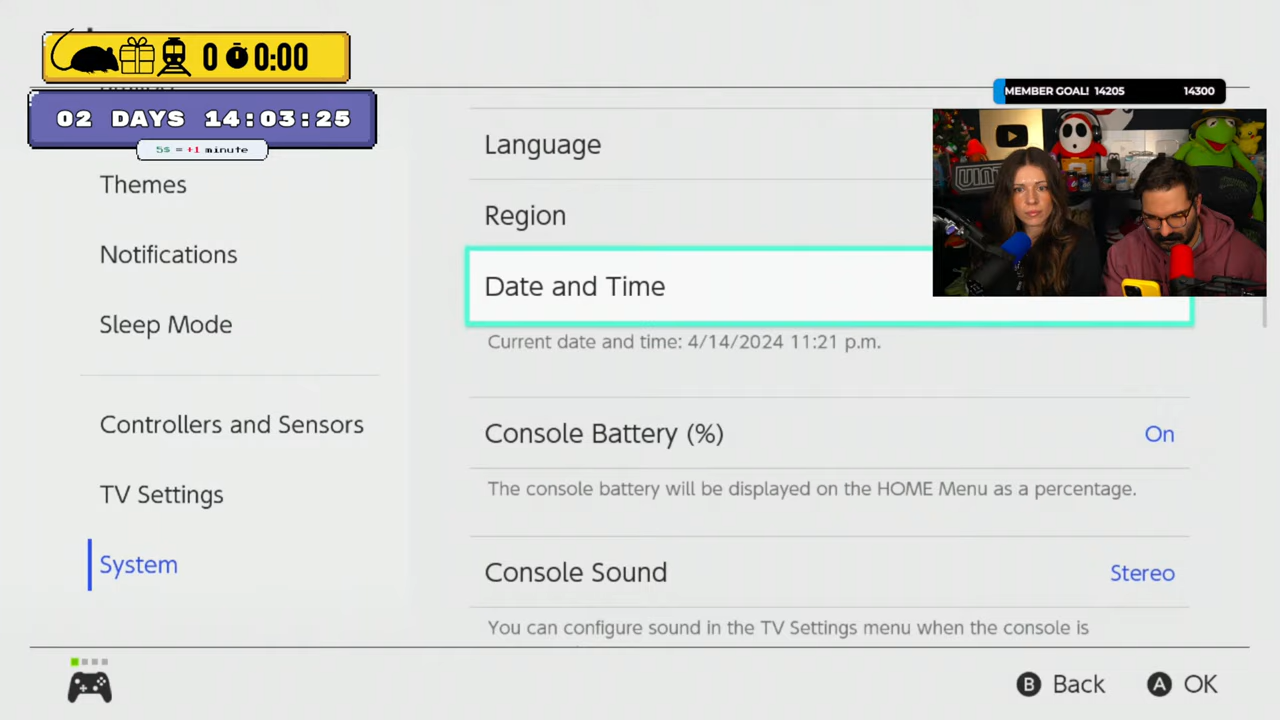 0 0:00
02 DAYS 14:03:25
5$ = +1 minute
MEMBER GOAL! 14205 14300
Themes
Notifications
Sleep Mode
Controllers and Sensors
TV Settings
System
Language
Region
Date and Time
Current date and time: 4/14/2024 11:21 p.m.
Console Battery (%) On
The console battery will be displayed on the HOME Menu as a percentage.
Console Sound Stereo
You can configure sound in the TV Settings menu when the console is
B Back A OK